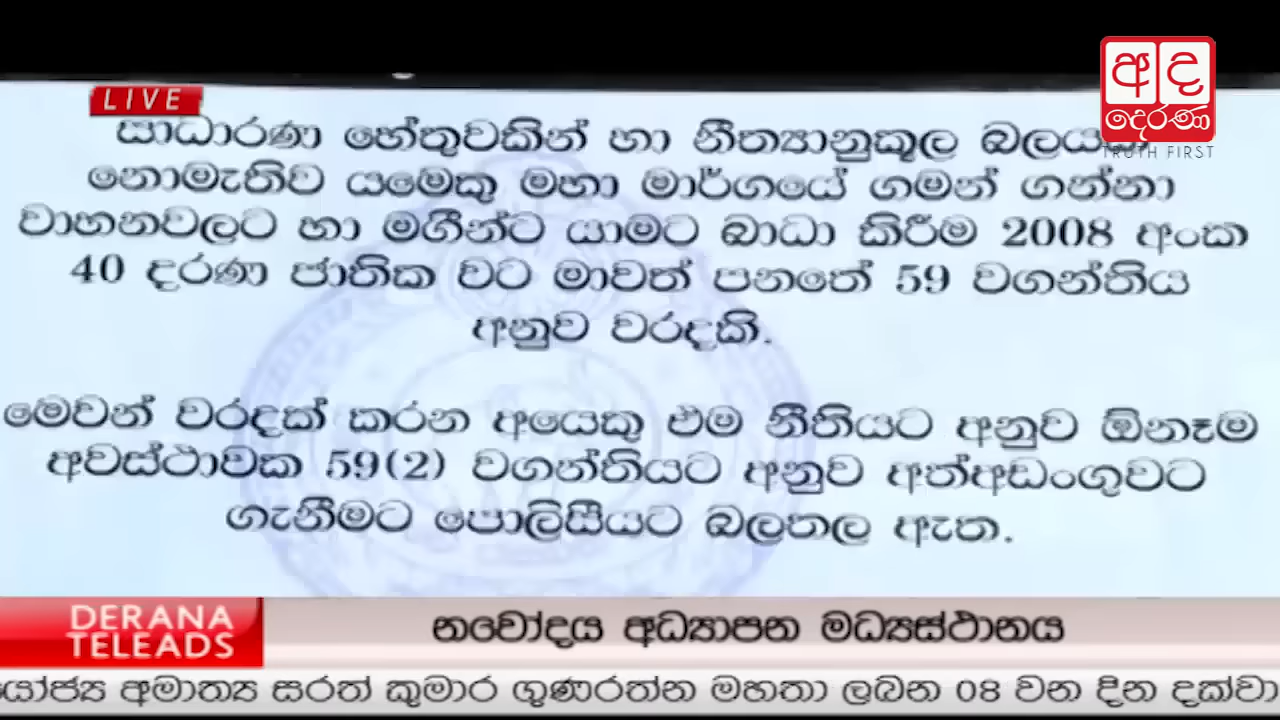 අද
දෙරණ
TRUTH FIRST
LIVE
සාධාරණ හේතුවකින් හා නීත්‍යානුකූල
නොමැතිව යමෙකු මහා මාර්ගයේ ගමන් ගන්නා
වාහනවලට හා මගීන්ට යාමට බාධා කිරීම 2008 අංක
40 දරණ ජාතික වට මාවත් පනතේ 59 වගන්තිය
අනුව වරදකි.
මෙවන් වරදක් කරන අයෙකු එම නීතියට අනුව ඕනෑම
අවස්ථාවක 59(2) වගන්තියට අනුව අත්අඩංගුවට
ගැනීමට පොලිසීයට බලතල ඇත.
DERANA
TELEADS
නවෝදය අධ්‍යාපන මධ්‍යස්ථානය
යෝජ්‍ය අමාත්‍ය සරත් කුමාර ගුණරත්න මහතා ලබන 08 වන දින දක්වා